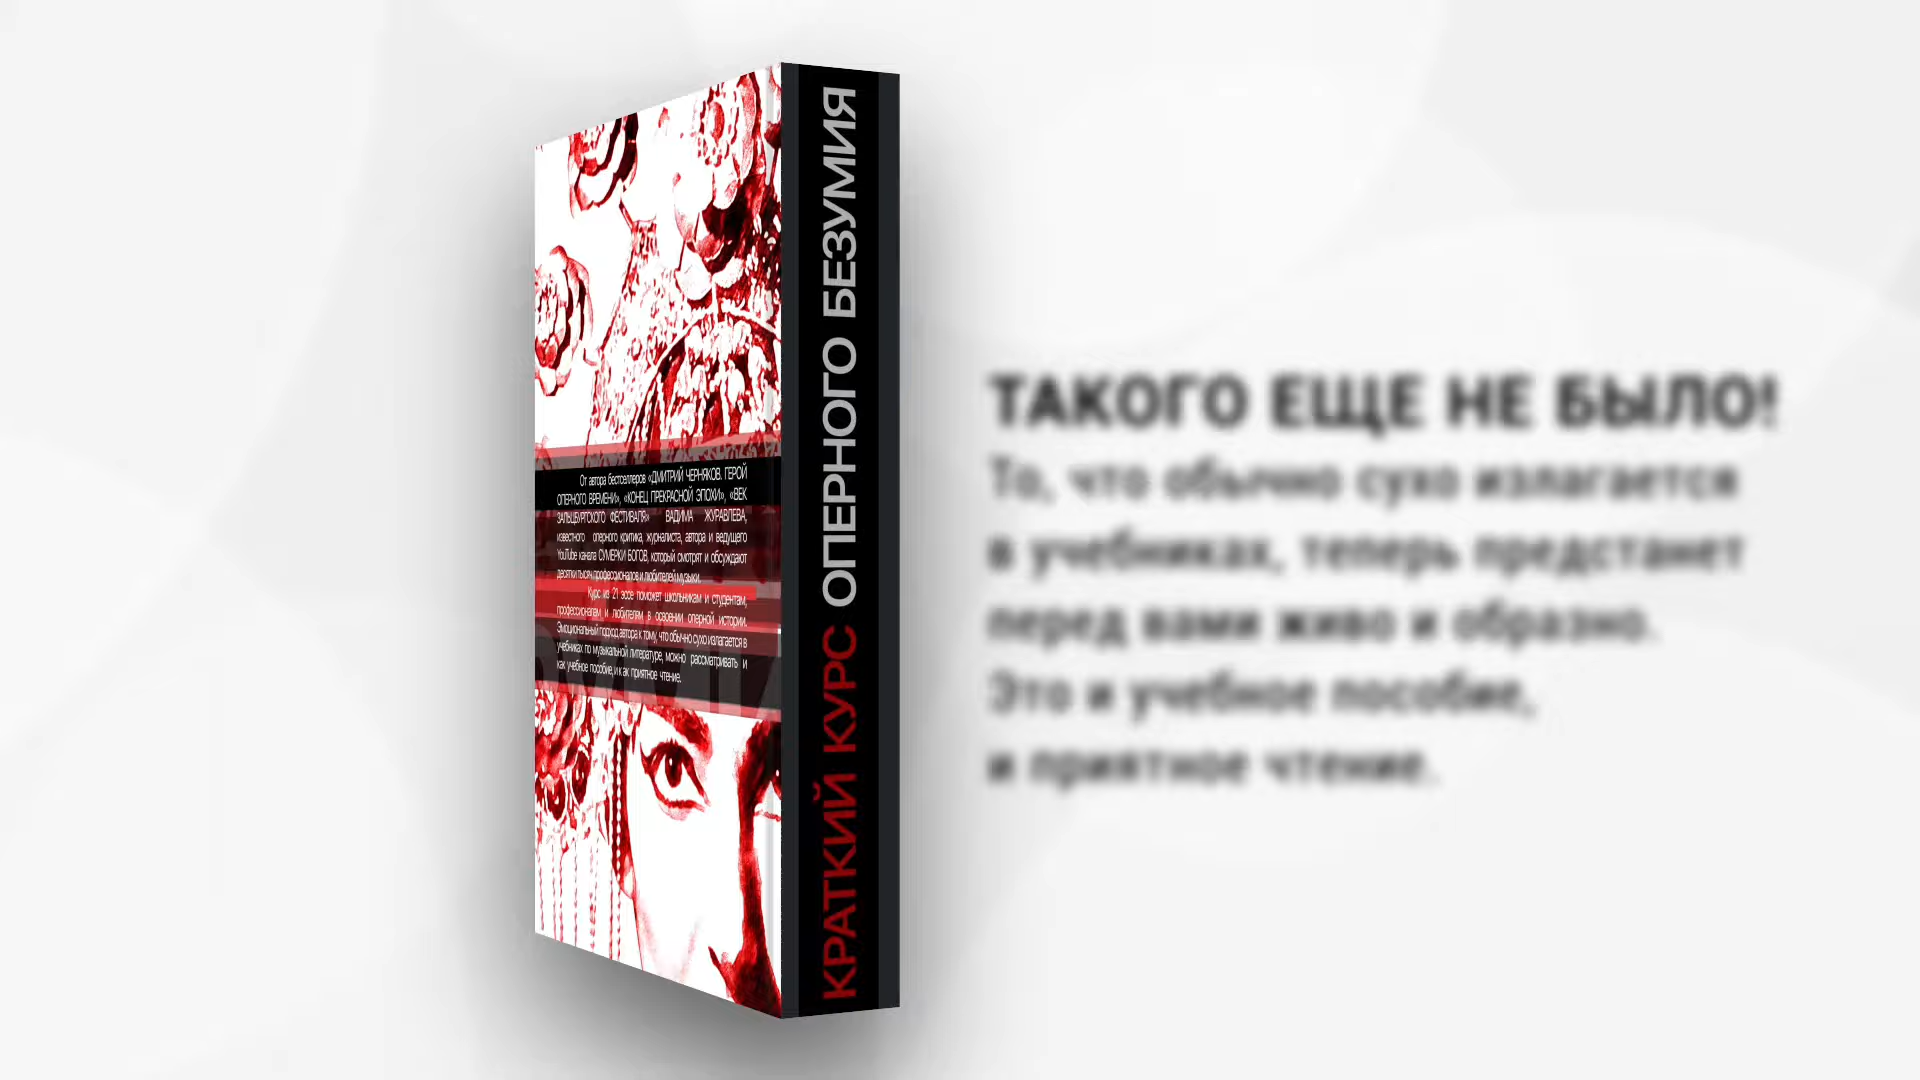 От автора бестселлеров «ДМИТРИЙ ЧЕРНЯКОВ. ГЕРОЙ
ОПЕРНОГО ВРЕМЕНИ», «КОНЕЦ ПРЕКРАСНОЙ ЭПОХИ», «ВЕК
ЗАЛЬЦБУРГСКОГО ФЕСТИВАЛЯ» ВАДИМА ЖУРАВЛЕВА,
известного оперного критика, журналиста, автора и ведущего
YouTube канала СУМЕРКИ БОГОВ, который смотрят и обсуждают
десятки тысяч профессионалов и любителей музыки.
Курс из 21 эссе поможет школьникам и студентам,
профессионалам и любителям в освоении оперной истории.
Эмоциональный подход автора к тому, что обычно сухо излагается в
учебниках по музыкальной литературе, можно рассматривать и
как учебное пособие, и как приятное чтение.
КРАТКИЙ КУРС ОПЕРНОГО БЕЗУМИЯ
ТАКОГО ЕЩЕ НЕ БЫЛО!
То, что обычно сухо излагается
в учебниках, теперь предстанет
перед вами живо и образно.
Это и учебное пособие,
и приятное чтение.